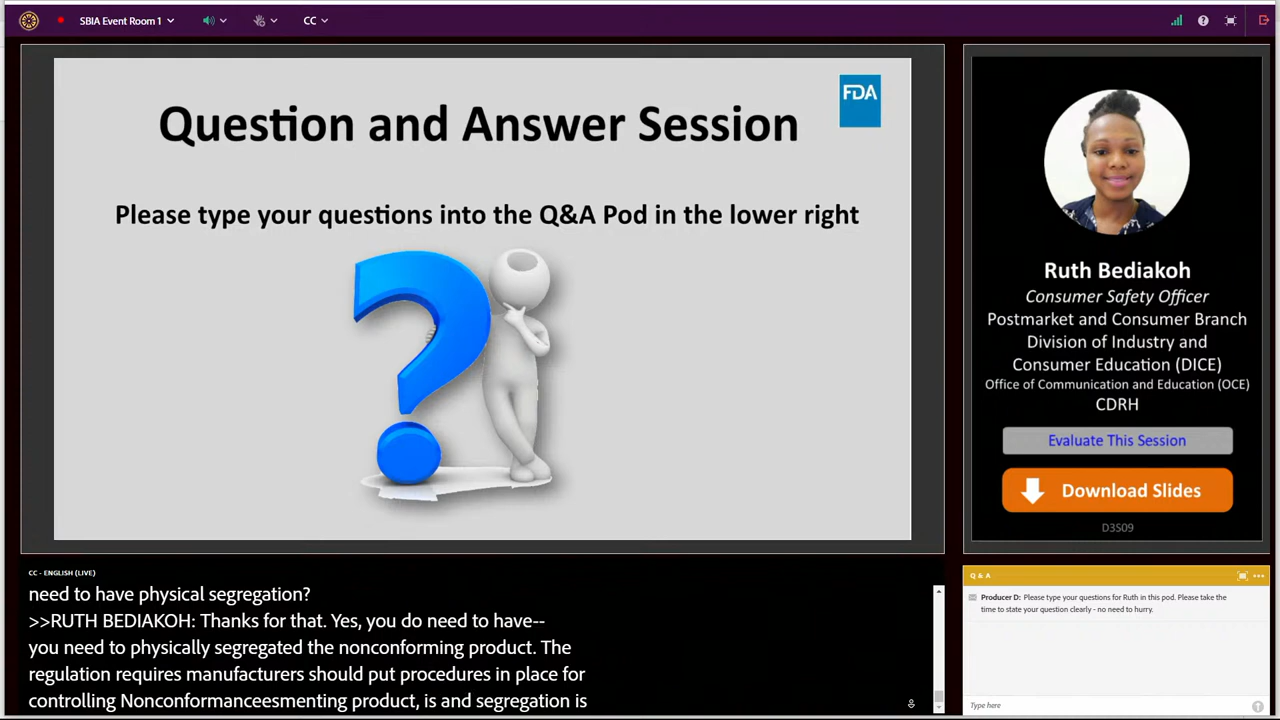 SBIA Event Room 1
CC
FDA
Question and Answer Session
Please type your questions into the Q&A Pod in the lower right
Ruth Bediakoh
Consumer Safety Officer
Postmarket and Consumer Branch
Division of Industry and
Consumer Education (DICE)
Office of Communication and Education (OCE)
CDRH
Evaluate This Session
Download Slides
D3S09
CC - ENGLISH (LIVE)
need to have physical segregation?
>>RUTH BEDIAKOH: Thanks for that. Yes, you do need to have--
you need to physically segregated the nonconforming product. The
regulation requires manufacturers should put procedures in place for
controlling Nonconformanceesmenting product, is and segregation is
Q & A
Producer D: Please type your questions for Ruth in this pod. Please take the
time to state your question clearly - no need to hurry.
Type here